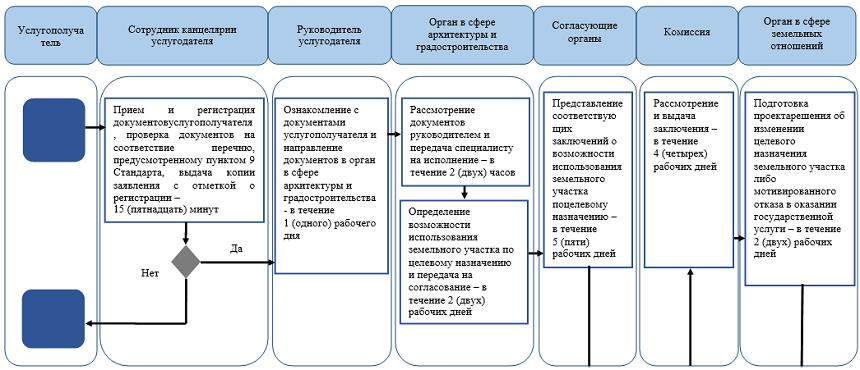 Услугополуча
тель
Сотрудник канцелярии
услугодателя
Руководитель
услугодателя
Орган в сфере
архитектуры и
градостроительства
Согласующие
органы
Комиссия
Орган в сфере
земельных
отношений
Прием и регистрация
документовуслугополучателя
, проверка документов на
соответствие перечню,
предусмотренному пунктом 9
Стандарта, выдача копии
заявления с отметкой о
регистрации –
15 (пятнадцать) минут
Нет
Да
Ознакомление с
документами
услугополучателя и
направление
документов в орган
в сфере
архитектуры и
градостроительства
- в течение
1 (одного) рабочего
дня
Рассмотрение
документов
руководителем и
передача специалисту
на исполнение – в
течение 2 (двух) часов
Определение
возможности
использования
земельного участка по
целевому назначению
и передача на
согласование – в
течение 2 (двух)
рабочих дней
Представление
соответствую
щих
заключений о
возможности
использования
земельного
участка
поцелевому
назначению –
в течение
5 (пяти)
рабочих дней
Рассмотрение
и выдача
заключения –
в течение
4 (четырех)
рабочих дней
Подготовка
проектарешения об
изменении
целевого
назначения
земельного участка
либо
мотивированного
отказа в оказании
государственной
услуги – в течение
2 (двух) рабочих
дней